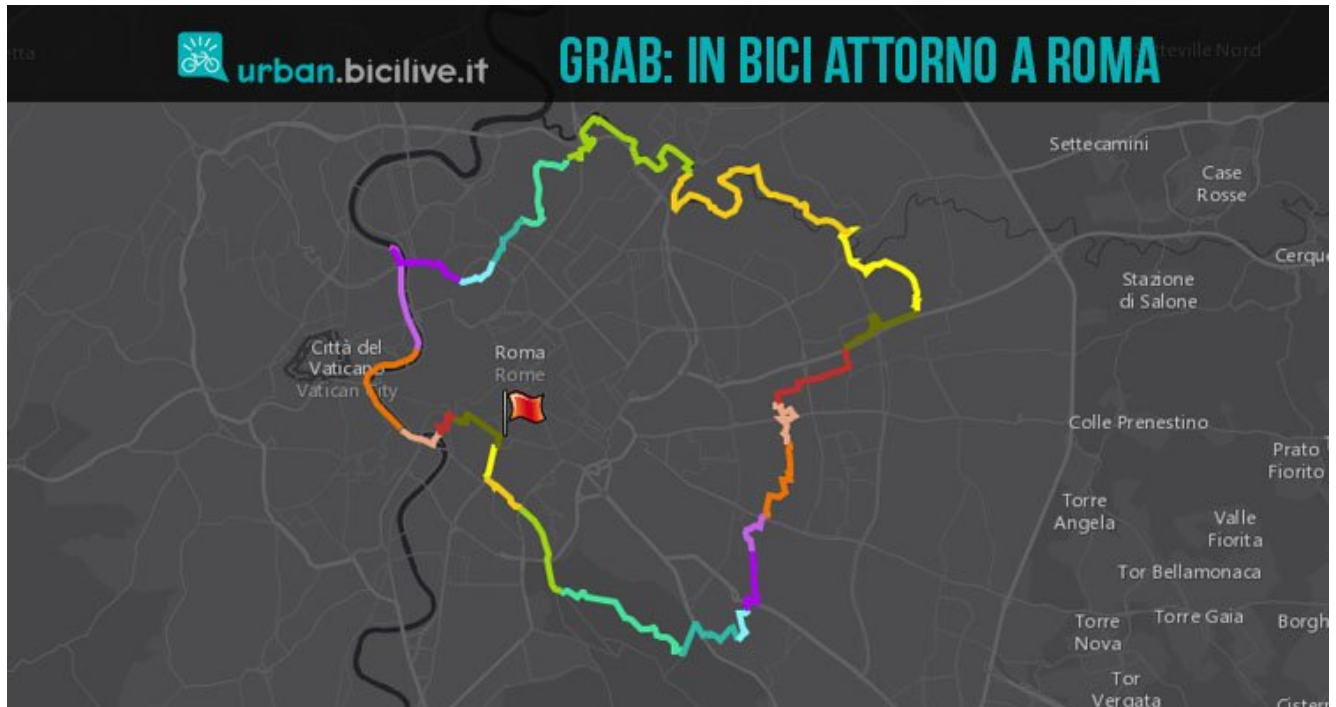 urban.bicilive.it
GRAB: IN BICI ATTORNO A ROMA
Nord
Settecamini
Case
Rosse
Stazione
di Salone
Città del
Vaticano
Vatican City
Roma
Rome
Colle Prenestino
Prato
Fiorito
Torre
Angela
Valle
Fiorita
Tor Bellamonaca
Torre
Nova
Torre Gaia
Tor
Vergata